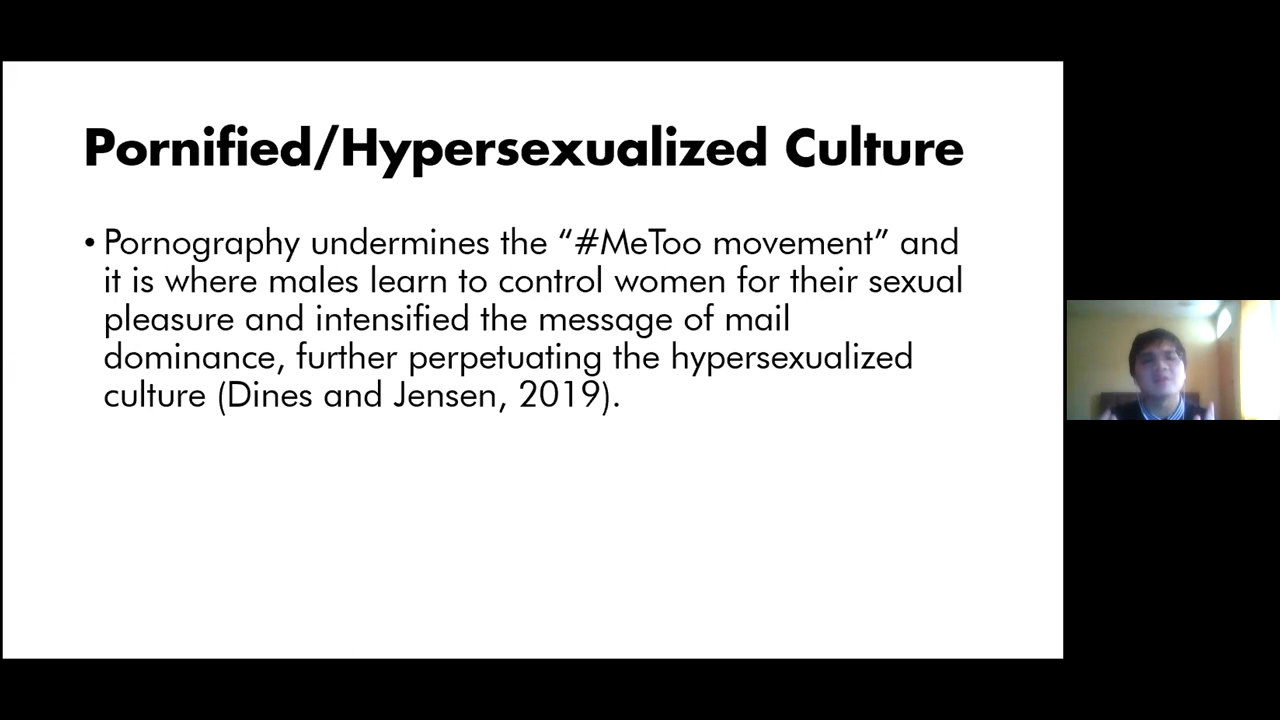 Pornified/Hypersexualized Culture
• Pornography undermines the “#MeToo movement” and
it is where males learn to control women for their sexual
pleasure and intensified the message of mail
dominance, further perpetuating the hypersexualized
culture (Dines and Jensen, 2019).